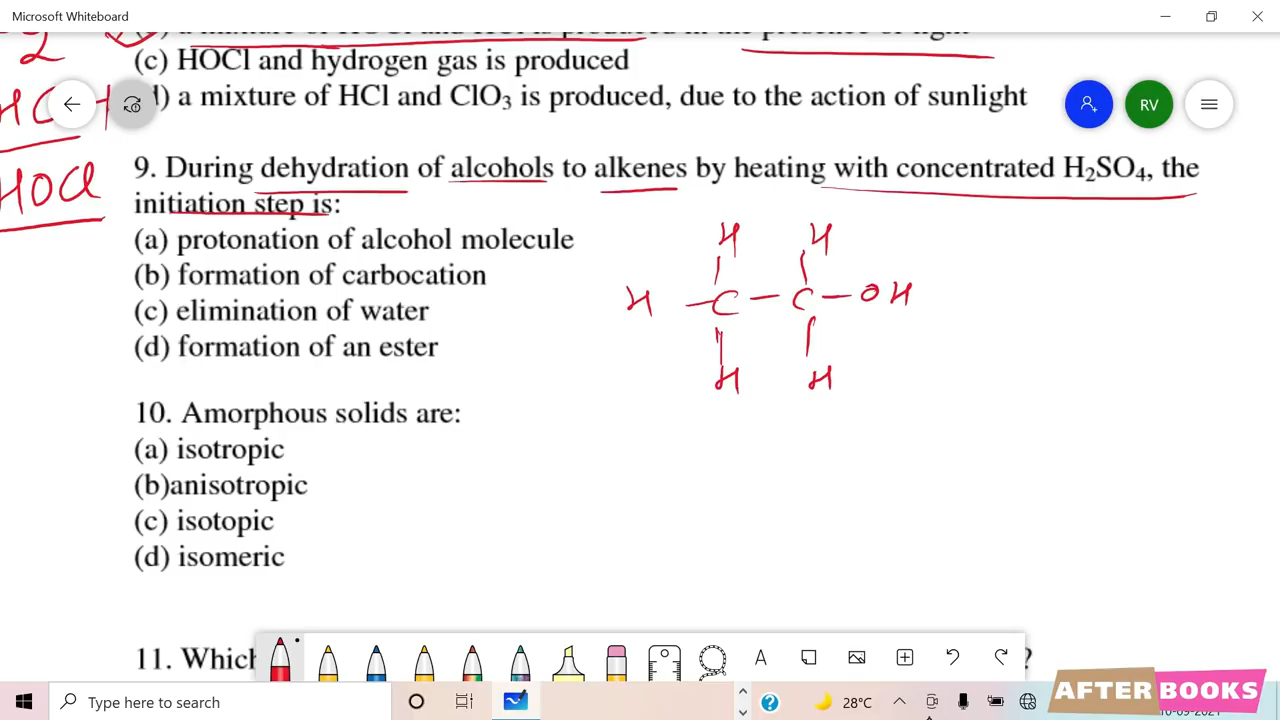 Microsoft Whiteboard
2
(c) HOCl and hydrogen gas is produced
HCl
RV
d) a mixture of HCl and ClO₃ is produced, due to the action of sunlight
HOCl
9. During dehydration of alcohols to alkenes by heating with concentrated H₂SO₄, the
initiation step is:
(a) protonation of alcohol molecule
(b) formation of carbocation
(c) elimination of water
(d) formation of an ester
H H
H – C – C – OH
H H
10. Amorphous solids are:
(a) isotropic
(b)anisotropic
(c) isotopic
(d) isomeric
11. Which
?
AFTER BOOKS
Type here to search
28°C